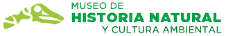 MUSEO DE
HISTORIA NATURAL
Y CULTURA AMBIENTAL